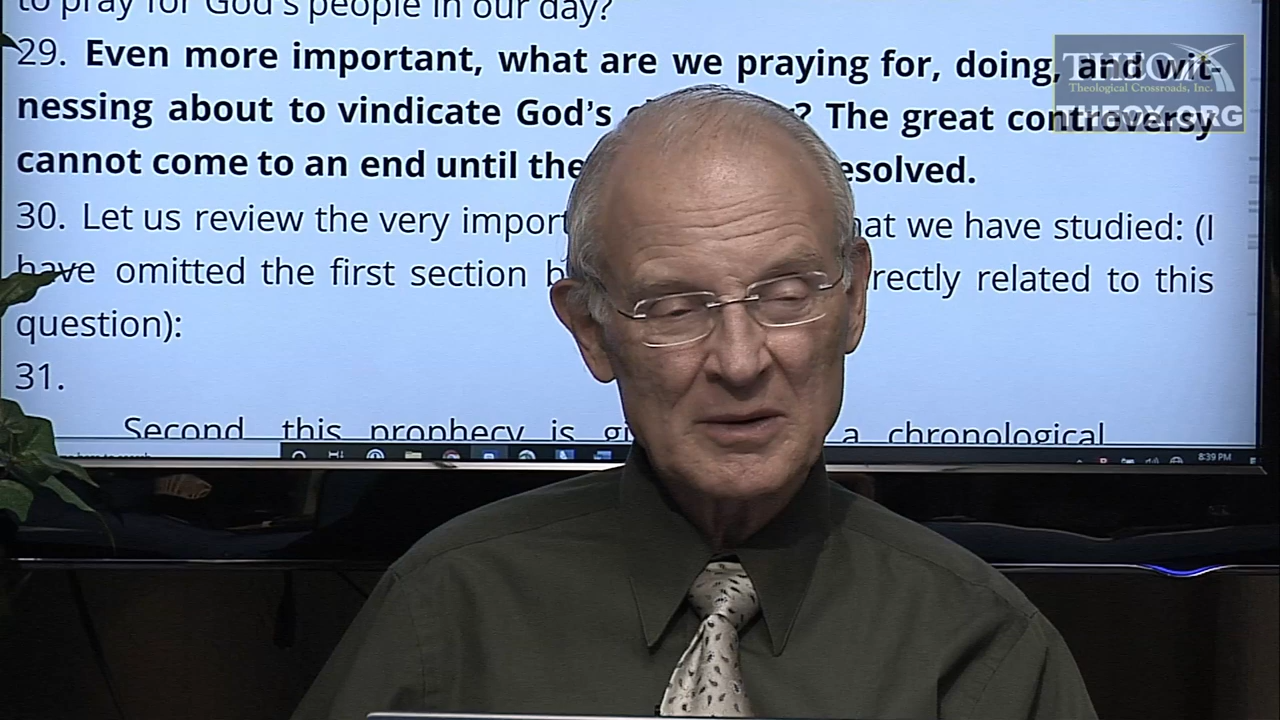 to pray for God's people in our day?
29. Even more important, what are we praying for, doing, and wit-
nessing about to vindicate God's ? The great controversy
cannot come to an end until the esolved.
30. Let us review the very import at we have studied: (I
have omitted the first section b rectly related to this
question):
31.
Second this prophecy is gi a chronological
8:39 PM
THEOX
Theological Crossroads, Inc.
THEOX.ORG